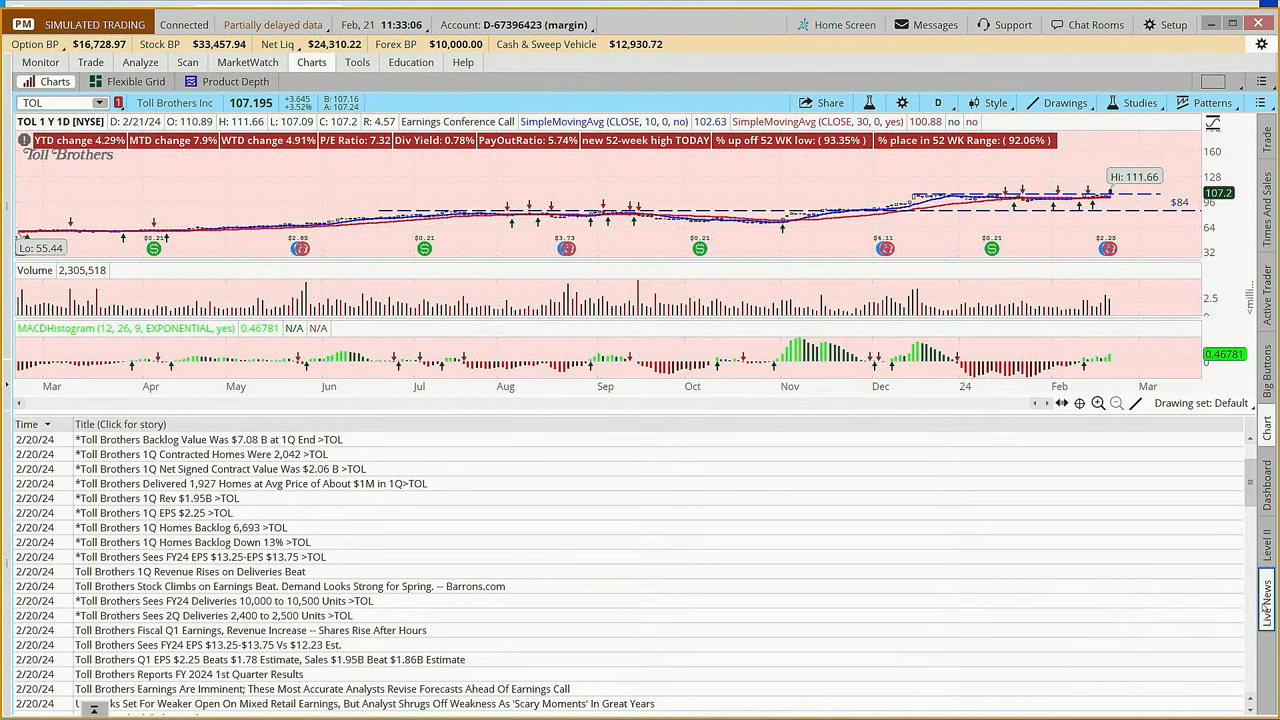 PM SIMULATED TRADING Connected Partially delayed data Feb, 21 11:33:06 Account: D-67396423 (margin) Home Screen Messages Support Chat Rooms Setup
Option BP $16,728.97 Stock BP $33,457.94 Net Liq $24,310.22 Forex BP $10,000.00 Cash & Sweep Vehicle $12,930.72
Monitor Trade Analyze Scan MarketWatch Charts Tools Education Help
Charts Flexible Grid Product Depth
TOL 1 Toll Brothers Inc 107.195 +3.645 +3.52% B: 107.16 A: 107.24 Share D Style Drawings Studies Patterns
TOL 1 Y 1D [NYSE] D: 2/21/24 O: 110.89 H: 111.66 L: 107.09 C: 107.2 R: 4.57 Earnings Conference Call SimpleMovingAvg (CLOSE, 10, 0, no) 102.63 SimpleMovingAvg (CLOSE, 30, 0, yes) 100.88 no no
YTD change 4.29% MTD change 7.9% WTD change 4.91% P/E Ratio: 7.32 Div Yield: 0.78% PayOutRatio: 5.74% new 52-week high TODAY % up off 52 WK low: ( 93.35% ) % place in 52 WK Range: ( 92.06% )
Toll Brothers
160
128
Hi: 111.66
107.2
$84
96
64
32
Lo: 55.44
$0.21 $2.85 $0.21 $3.73 $0.21 $4.11 $0.21 $2.25
Volume 2,305,518
2.5
<milli...
MACDHistogram (12, 26, 9, EXPONENTIAL, yes) 0.46781 N/A N/A
0.46781
0
Mar Apr May Jun Jul Aug Sep Oct Nov Dec 24 Feb Mar
Drawing set: Default
Time Title (Click for story)
2/20/24 *Toll Brothers Backlog Value Was $7.08 B at 1Q End >TOL
2/20/24 *Toll Brothers 1Q Contracted Homes Were 2,042 >TOL
2/20/24 *Toll Brothers 1Q Net Signed Contract Value Was $2.06 B >TOL
2/20/24 *Toll Brothers Delivered 1,927 Homes at Avg Price of About $1M in 1Q>TOL
2/20/24 *Toll Brothers 1Q Rev $1.95B >TOL
2/20/24 *Toll Brothers 1Q EPS $2.25 >TOL
2/20/24 *Toll Brothers 1Q Homes Backlog 6,693 >TOL
2/20/24 *Toll Brothers 1Q Homes Backlog Down 13% >TOL
2/20/24 *Toll Brothers Sees FY24 EPS $13.25-EPS $13.75 >TOL
2/20/24 Toll Brothers 1Q Revenue Rises on Deliveries Beat
2/20/24 Toll Brothers Stock Climbs on Earnings Beat. Demand Looks Strong for Spring. -- Barrons.com
2/20/24 *Toll Brothers Sees FY24 Deliveries 10,000 to 10,500 Units >TOL
2/20/24 *Toll Brothers Sees 2Q Deliveries 2,400 to 2,500 Units >TOL
2/20/24 Toll Brothers Fiscal Q1 Earnings, Revenue Increase -- Shares Rise After Hours
2/20/24 Toll Brothers Sees FY24 EPS $13.25-$13.75 Vs $12.23 Est.
2/20/24 Toll Brothers Q1 EPS $2.25 Beats $1.78 Estimate, Sales $1.95B Beat $1.86B Estimate
2/20/24 Toll Brothers Reports FY 2024 1st Quarter Results
2/20/24 Toll Brothers Earnings Are Imminent; These Most Accurate Analysts Revise Forecasts Ahead Of Earnings Call
2/20/24 Set For Weaker Open On Mixed Retail Earnings, But Analyst Shrugs Off Weakness As 'Scary Moments' In Great Years
Trade
Times And Sales
Active Trader
Big Buttons
Chart
Dashboard
Level II
Live News